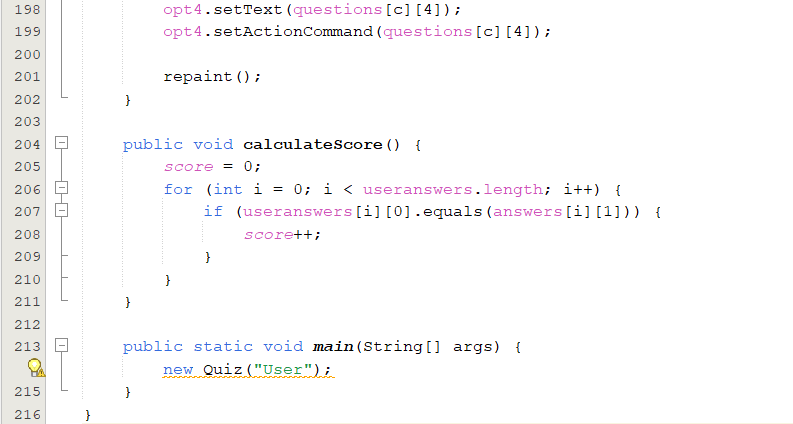 198 opt4.setText(questions[c][4]);
199 opt4.setActionCommand(questions[c][4]);
200
201 repaint();
202 }
203
204 public void calculateScore() {
205 score = 0;
206 for (int i = 0; i < useranswers.length; i++) {
207 if (useranswers[i][0].equals(answers[i][1])) {
208 score++;
209 }
210 }
211 }
212
213 public static void main(String[] args) {
new Quiz("User");
215 }
216 }